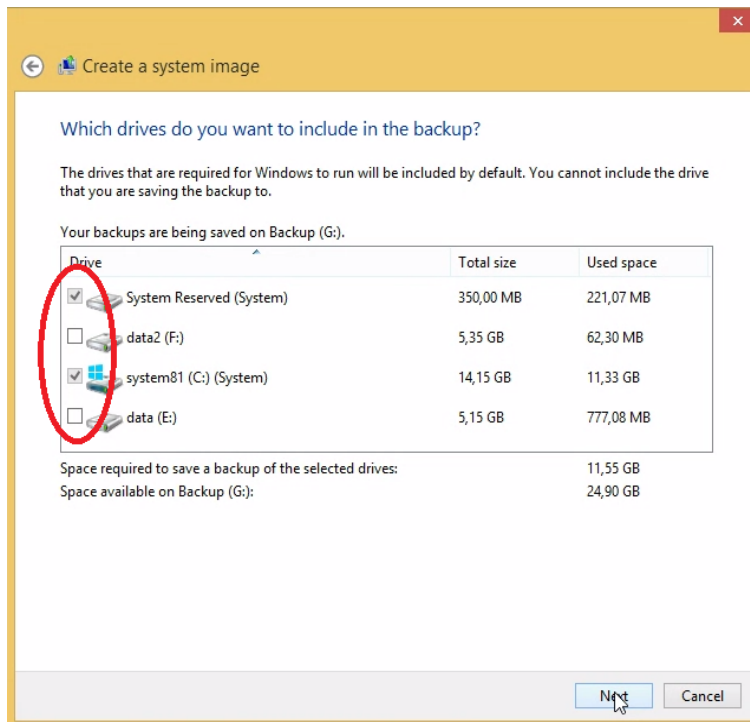 Create a system image
Which drives do you want to include in the backup?
The drives that are required for Windows to run will be included by default. You cannot include the drive
that you are saving the backup to.
Your backups are being saved on Backup (G:).
Drive Total size Used space
System Reserved (System) 350,00 MB 221,07 MB
data2 (F:) 5,35 GB 62,30 MB
system81 (C:) (System) 14,15 GB 11,33 GB
data (E:) 5,15 GB 777,08 MB
Space required to save a backup of the selected drives: 11,55 GB
Space available on Backup (G:): 24,90 GB
Next Cancel